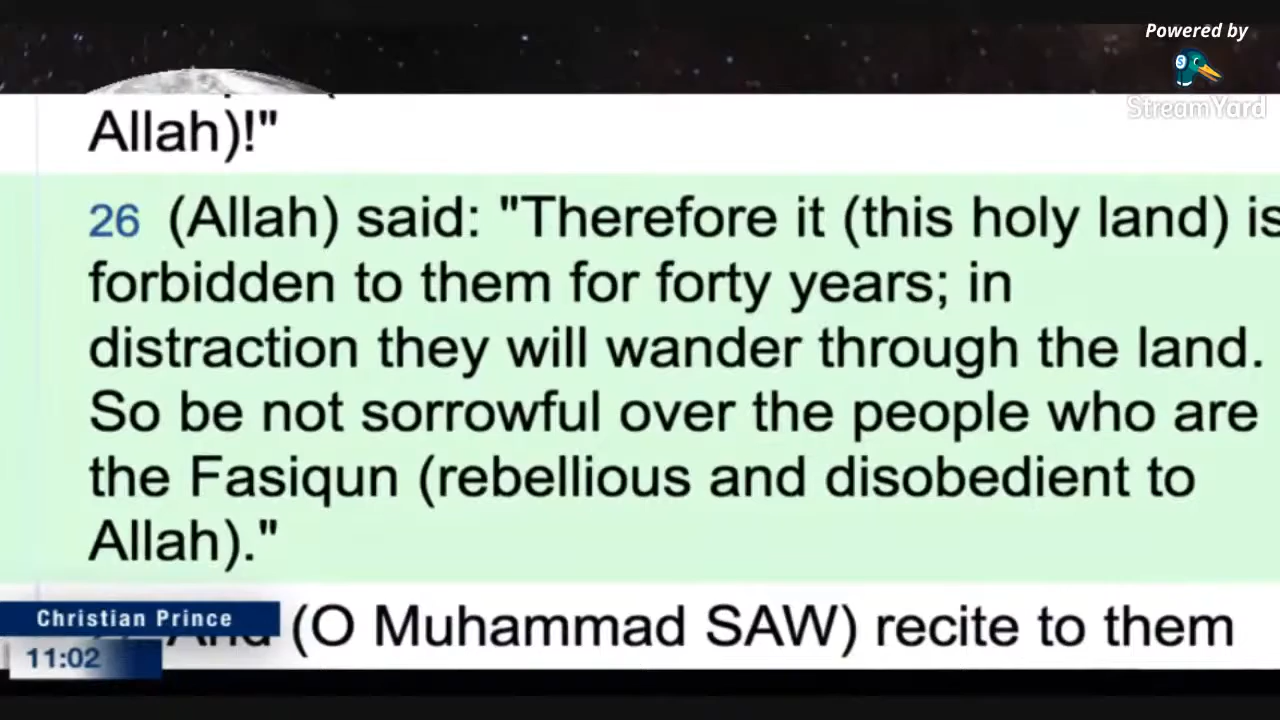 Powered by
StreamYard
Allah)!"
26 (Allah) said: "Therefore it (this holy land) is
forbidden to them for forty years; in
distraction they will wander through the land.
So be not sorrowful over the people who are
the Fasiqun (rebellious and disobedient to
Allah)."
And (O Muhammad SAW) recite to them
Christian Prince
11:02